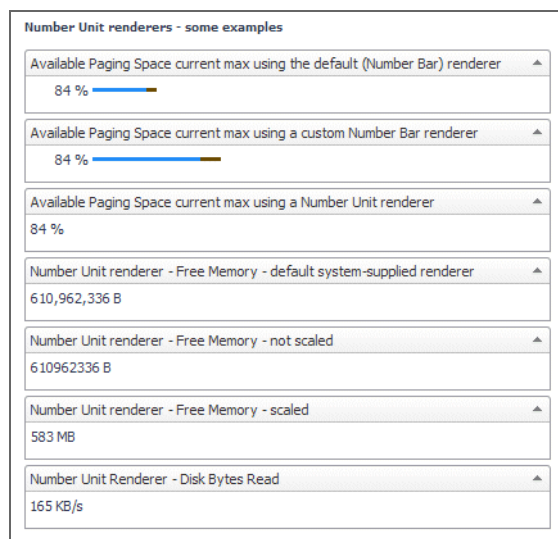 Number Unit renderers - some examples
Available Paging Space current max using the default (Number Bar) renderer
84 %
Available Paging Space current max using a custom Number Bar renderer
84 %
Available Paging Space current max using a Number Unit renderer
84 %
Number Unit renderer - Free Memory - default system-supplied renderer
610,962,336 B
Number Unit renderer - Free Memory - not scaled
610962336 B
Number Unit renderer - Free Memory - scaled
583 MB
Number Unit Renderer - Disk Bytes Read
165 KB/s